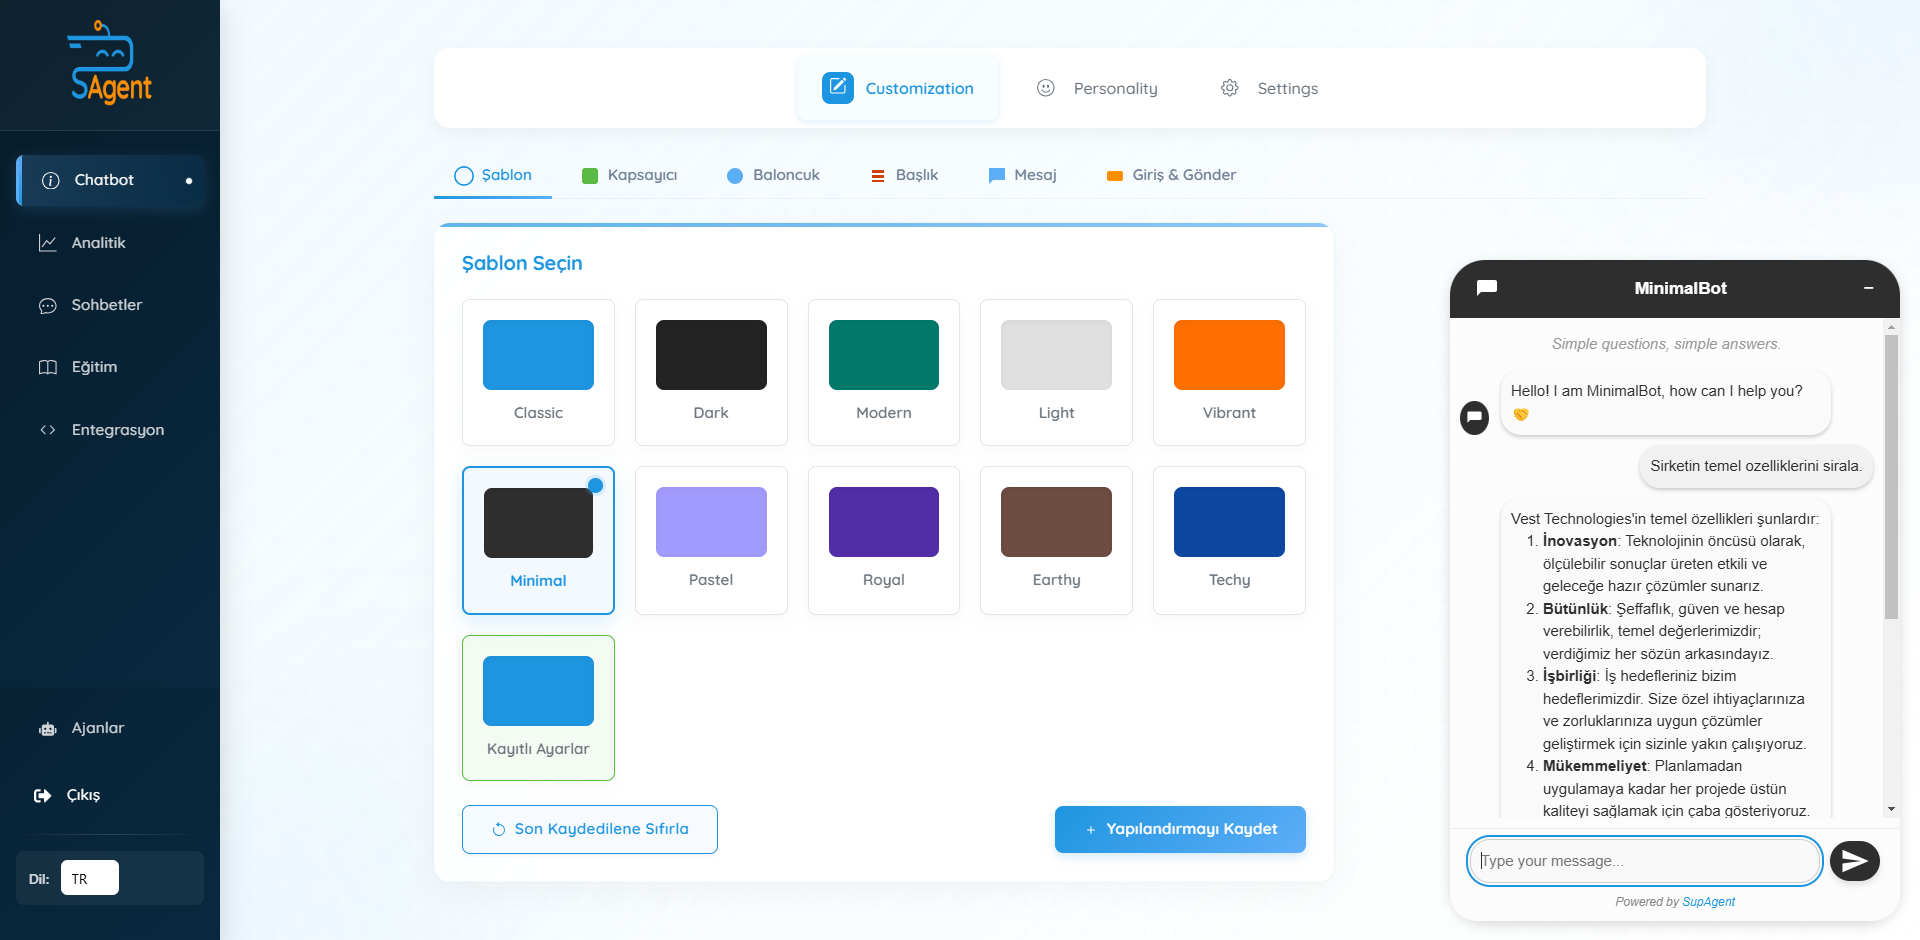 SAgent
Chatbot
Analitik
Sohbetler
Eğitim
Entegrasyon
Ajanlar
Çıkış
Dil: TR
Customization Personality Settings
Şablon Kapsayıcı Baloncuk Başlık Mesaj Giriş & Gönder
Şablon Seçin
Classic Dark Modern Light Vibrant
Minimal Pastel Royal Earthy Techy
Kayıtlı Ayarlar
Son Kaydedilene Sıfırla
+ Yapılandırmayı Kaydet
MinimalBot
Simple questions, simple answers.
Hello! I am MinimalBot, how can I help you?
Sirketin temel ozelliklerini sirala.
Vest Technologies'in temel özellikleri şunlardır:
1. İnovasyon: Teknolojinin öncüsü olarak,
ölçülebilir sonuçlar üreten etkili ve
geleceğe hazır çözümler sunarız.
2. Bütünlük: Şeffaflık, güven ve hesap
verebilirlik, temel değerlerimizdir;
verdiğimiz her sözün arkasındayız.
3. İşbirliği: İş hedefleriniz bizim
hedeflerimizdir. Size özel ihtiyaçlarınıza
ve zorluklarınıza uygun çözümler
geliştirmek için sizinle yakın çalışıyoruz.
4. Mükemmeliyet: Planlamadan
uygulamaya kadar her projede üstün
kaliteyi sağlamak için çaba gösteriyoruz.
Type your message...
Powered by SupAgent